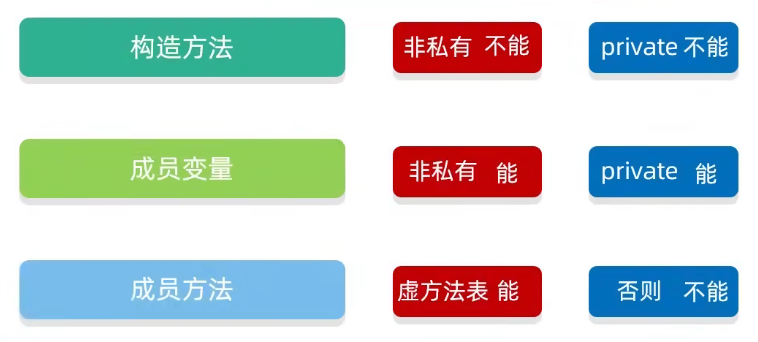 构造方法 非私有 不能 private 不能
成员变量 非私有 能 private 能
成员方法 虚方法表 能 否则 不能